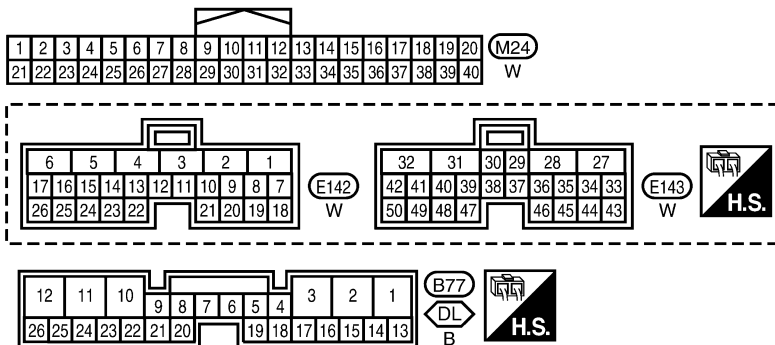 1 2 3 4 5 6 7 8 9 10 11 12 13 14 15 16 17 18 19 20 M24
21 22 23 24 25 26 27 28 29 30 31 32 33 34 35 36 37 38 39 40 W
6 5 4 3 2 1
17 16 15 14 13 12 11 10 9 8 7 E142
26 25 24 23 22 21 20 19 18 W
32 31 30 29 28 27
42 41 40 39 38 37 36 35 34 33 E143
50 49 48 47 46 45 44 43 W
H.S.
12 11 10 9 8 7 6 5 4 3 2 1 B77
DL
26 25 24 23 22 21 20 19 18 17 16 15 14 13 B
H.S.